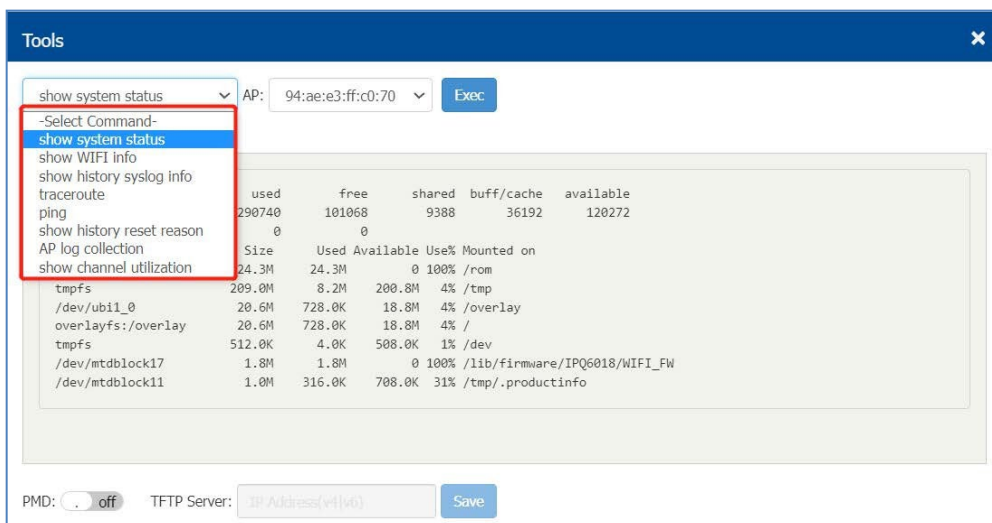 Tools
show system status AP: 94:ae:e3:ff:c0:70 Exec
-Select Command-
show system status
show WIFI info
show history syslog info
traceroute
ping
show history reset reason
AP log collection
show channel utilization
used free shared buff/cache available
290740 101068 9388 36192 120272
0 0
Size Used Available Use% Mounted on
24.3M 24.3M 0 100% /rom
tmpfs 209.0M 8.2M 200.8M 4% /tmp
/dev/ubi1_0 20.6M 728.0K 18.8M 4% /overlay
overlayfs:/overlay 20.6M 728.0K 18.8M 4% /
tmpfs 512.0K 4.0K 508.0K 1% /dev
/dev/mtdblock17 1.8M 1.8M 0 100% /lib/firmware/IPQ6018/WIFI_FW
/dev/mtdblock11 1.0M 316.0K 708.0K 31% /tmp/.productinfo
PMD: off TFTP Server: IP Address(v4|v6) Save